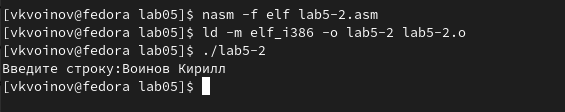 [vkvoinov@fedora lab05]$ nasm -f elf lab5-2.asm
[vkvoinov@fedora lab05]$ ld -m elf_i386 -o lab5-2 lab5-2.o
[vkvoinov@fedora lab05]$ ./lab5-2
Введите строку:Воинов Кирилл
[vkvoinov@fedora lab05]$